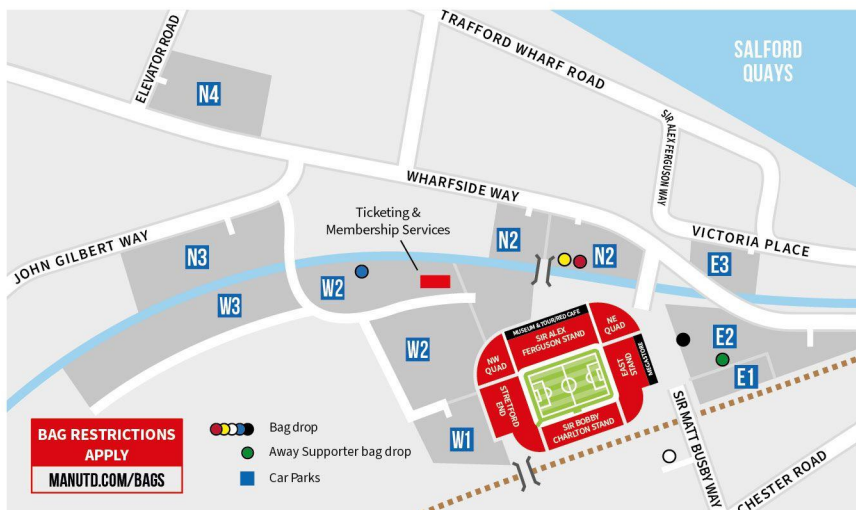 TRAFFORD WHARF ROAD
SALFORD
QUAYS
ELEVATOR ROAD
N4
SIR ALEX
FERGUSON WAY
WHARFSIDE WAY
Ticketing &
Membership Services
JOHN GILBERT WAY
VICTORIA PLACE
N3
N2
N2
E3
W2
W3
MUSEUM & TOUR/RED CAFE
NE
QUAD
SIR ALEX
FERGUSON STAND
E2
W2
NW
QUAD
EAST
STAND
MEGASTORE
E1
STRETFORD
END
SIR BOBBY
CHARLTON STAND
W1
SIR MATT BUSBY WAY
CHESTER ROAD
BAG RESTRICTIONS
APPLY
MANUTD.COM/BAGS
Bag drop
Away Supporter bag drop
Car Parks